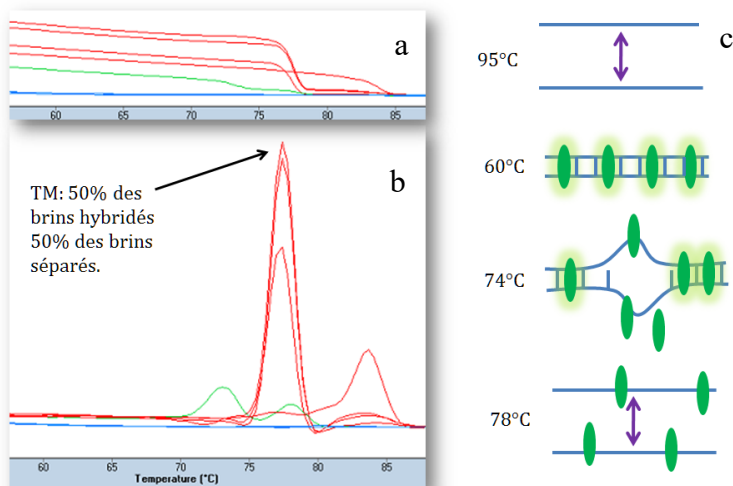 a
60
65
70
75
80
85
b
TM: 50% des
brins hybridés
50% des brins
séparés.
60
65
70
75
80
85
Temperature (°C)
c
95°C
60°C
74°C
78°C